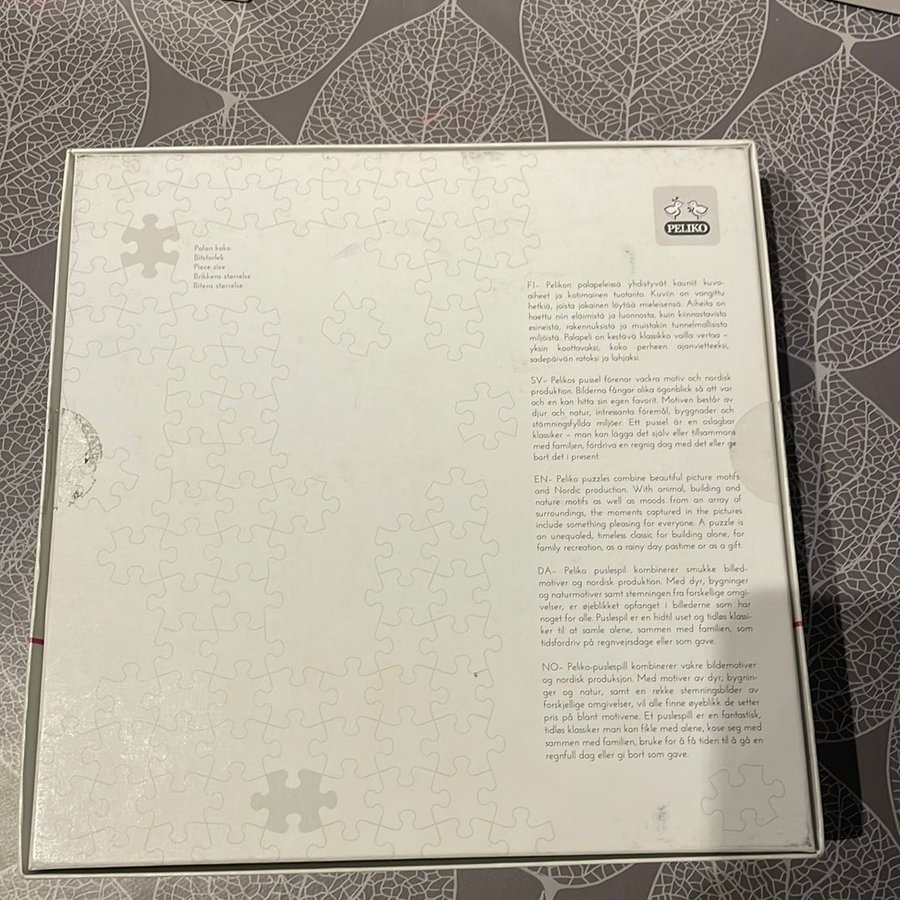 Palan koko
Bitstorlek
Piece size
Brikkens størrelse
Bitens størrelse
PELIKO
FI- Pelikon palapeleissä yhdistyvät kauniit kuva-
aiheet ja kotimainen tuotanto. Kuviin on vangittu
hetkiä, joista jokainen löytää mieleisensä. Aiheita on
haettu niin eläimistä ja luonnosta, kuin kiinnostavista
esineistä, rakennuksista ja muistakin tunnelmallisista
miljöistä. Palapeli on kestävä klassikko vailla vertaa –
yksin koottavaksi, koko perheen ajanvietteeksi,
sadepäivän ratoksi ja lahjaksi.
SV- Pelikos pussel förenar vackra motiv och nordisk
produktion. Bilderna fångar olika ögonblick så att var
och en kan hitta sin egen favorit. Motiven består av
djur och natur, intressanta föremål, byggnader och
stämningsfyllda miljöer. Ett pussel är en oslagbar
klassiker – man kan lägga det själv eller tillsammans
med familjen, fördriva en regnig dag med det eller ge
bort det i present.
EN- Peliko puzzles combine beautiful picture motifs
and Nordic production. With animal, building and
nature motifs as well as moods from an array of
surroundings, the moments captured in the pictures
include something pleasing for everyone. A puzzle is
an unequaled, timeless classic for building alone, for
family recreation, as a rainy day pastime or as a gift.
DA- Peliko puslespil kombinerer smukke billed-
motiver og nordisk produktion. Med dyr, bygninger
og naturmotiver samt stemningen fra forskellige omgi-
velser, er øjeblikket opfanget i billederne som har
noget for alle. Puslespil er en hidtil uset og tidløs klassi-
ker til at samle alene, sammen med familien, som
tidsfordriv på regnvejrsdage eller som gave.
NO- Peliko-puslespill kombinerer vakre bildemotiver
og nordisk produksjon. Med motiver av dyr, bygnin-
ger og natur, samt en rekke stemningsbilder av
forskjellige omgivelser, vil alle finne øyeblikk de setter
pris på blant motivene. Et puslespill er en fantastisk,
tidløs klassiker man kan fikle med alene, kose seg med
sammen med familien, bruke for å få tiden til å gå en
regnfull dag eller gi bort som gave.